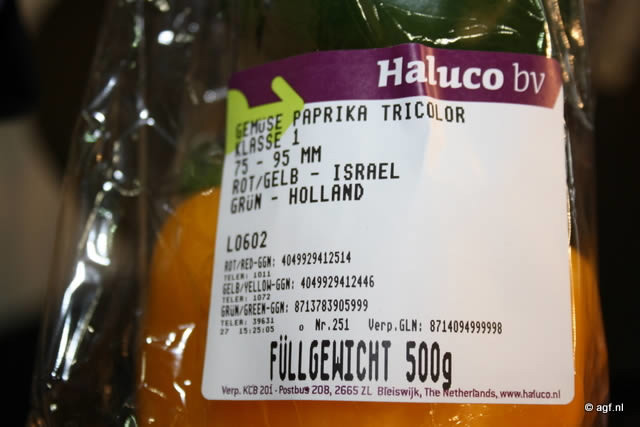 Haluco bv
GEMÜSE PAPRIKA TRICOLOR
KLASSE 1
75 - 95 MM
ROT/GELB - ISRAEL
GRÜN - HOLLAND
L0602
ROT/RED-GGN: 4049929412514
TELER: 1011
GELB/YELLOW-GGN: 4049929412446
TELER: 1072
GRÜN/GREEN-GGN: 8713783905999
TELER: 39631
27 15:25:05 o Nr.251 Verp.GLN: 8714094999998
FÜLLGEWICHT 500g
Verp. KCB 201 - Postbus 208, 2665 ZL Bleiswijk, The Netherlands, www.haluco.nl
© agf.nl